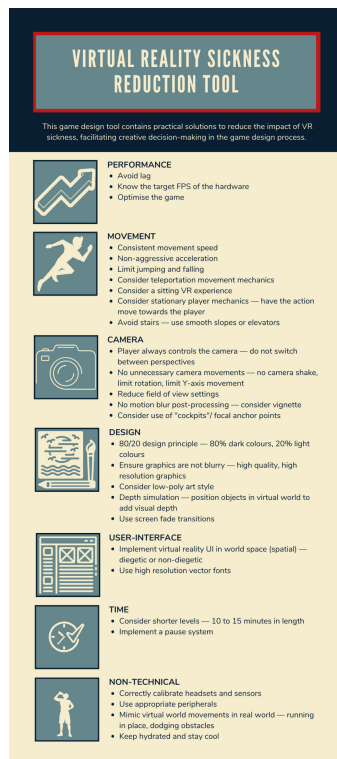 VIRTUAL REALITY SICKNESS
REDUCTION TOOL
This game design tool contains practical solutions to reduce the impact of VR
sickness, facilitating creative decision-making in the game design process.
PERFORMANCE
• Avoid lag
• Know the target FPS of the hardware
• Optimise the game
MOVEMENT
• Consistent movement speed
• Non-aggressive acceleration
• Limit jumping and falling
• Consider teleportation movement mechanics
• Consider a sitting VR experience
• Consider stationary player mechanics — have the action
move towards the player
• Avoid stairs — use smooth slopes or elevators
CAMERA
• Player always controls the camera — do not switch
between perspectives
• No unnecessary camera movements — no camera shake,
limit rotation, limit Y-axis movement
• Reduce field of view settings
• No motion blur post-processing — consider vignette
• Consider use of "cockpits"/ focal anchor points
DESIGN
• 80/20 design principle — 80% dark colours, 20% light
colours
• Ensure graphics are not blurry — high quality, high
resolution graphics
• Consider low-poly art style
• Depth simulation — position objects in virtual world to
add visual depth
• Use screen fade transitions
USER-INTERFACE
• Implement virtual reality UI in world space (spatial) —
diegetic or non-diegetic
• Use high resolution vector fonts
TIME
• Consider shorter levels — 10 to 15 minutes in length
• Implement a pause system
NON-TECHNICAL
• Correctly calibrate headsets and sensors
• Use appropriate peripherals
• Mimic virtual world movements in real world — running
in place, dodging obstacles
• Keep hydrated and stay cool